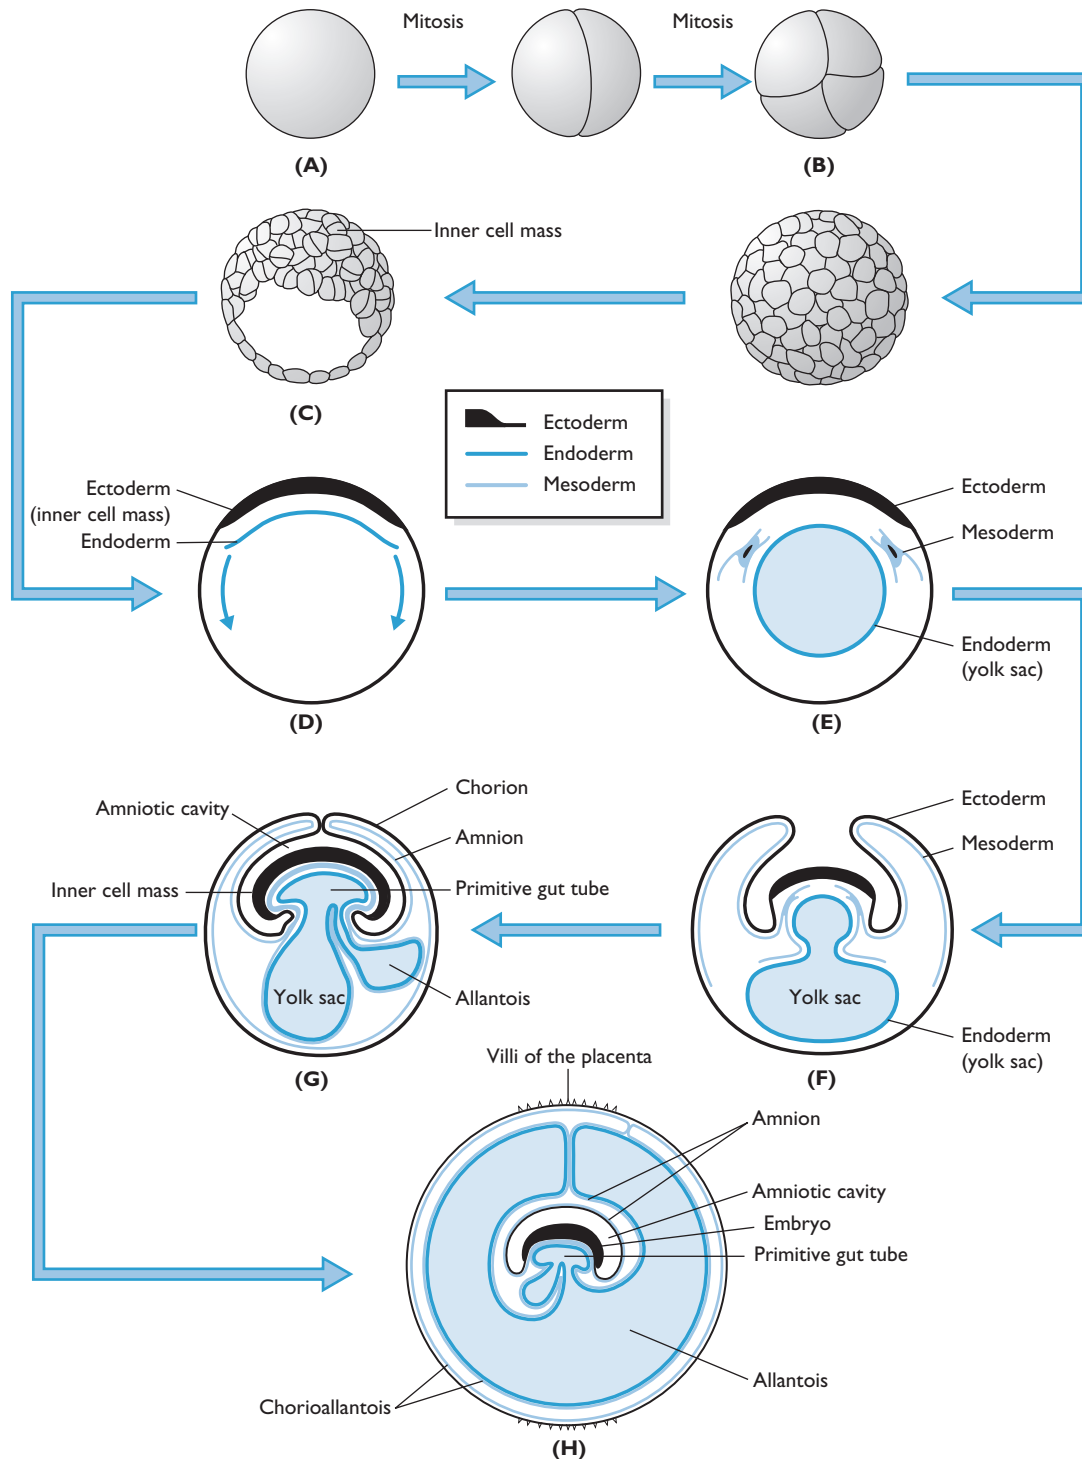 Mitosis
Mitosis
(A)
(B)
Inner cell mass
(C)
Ectoderm
Endoderm
Mesoderm
Ectoderm
(inner cell mass)
Endoderm
(D)
Ectoderm
Mesoderm
Endoderm
(yolk sac)
(E)
Chorion
Amniotic cavity
Amnion
Inner cell mass
Primitive gut tube
Yolk sac
Allantois
(G)
Ectoderm
Mesoderm
Yolk sac
Endoderm
(yolk sac)
(F)
Villi of the placenta
Amnion
Amniotic cavity
Embryo
Primitive gut tube
Allantois
Chorioallantois
(H)